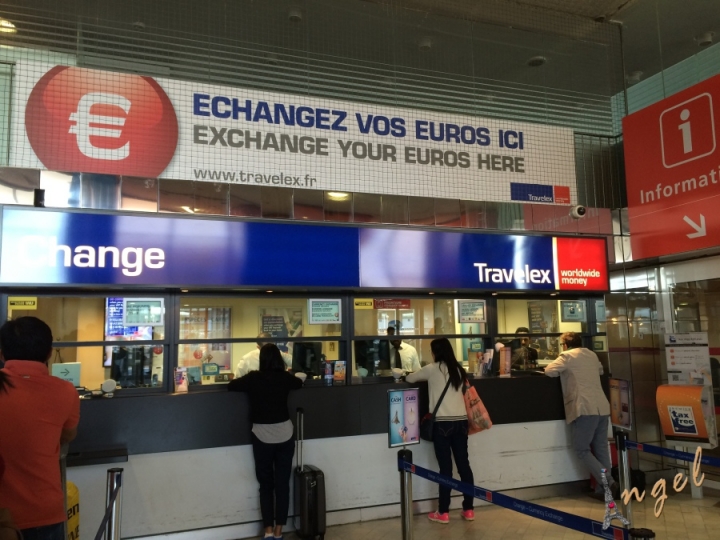 €
ECHANGEZ VOS EUROS ICI
EXCHANGE YOUR EUROS HERE
www.travelex.fr
Travelex
i
Informati
Change
Travelex
worldwide
money
CASH
tax
free
Angel